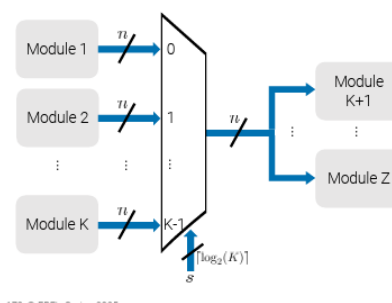 Module 1
n
0
Module 2
n
1
⋮
Module K
n
K-1
n
Module
K+1
⋮
Module Z
⌈log₂(K)⌉
s